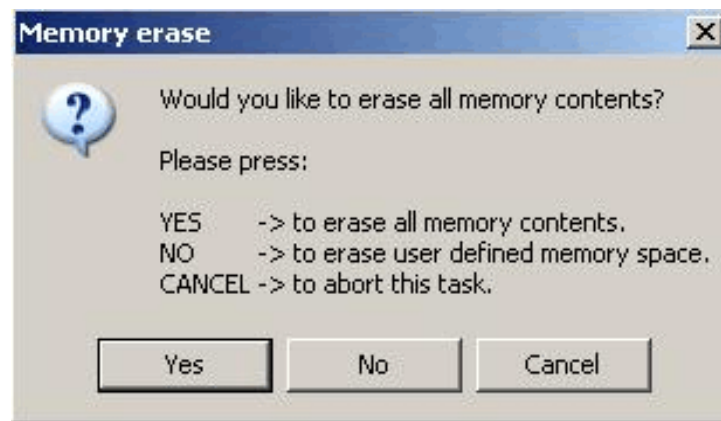 Memory erase
Would you like to erase all memory contents?
Please press:
YES -> to erase all memory contents.
NO -> to erase user defined memory space.
CANCEL -> to abort this task.
Yes No Cancel